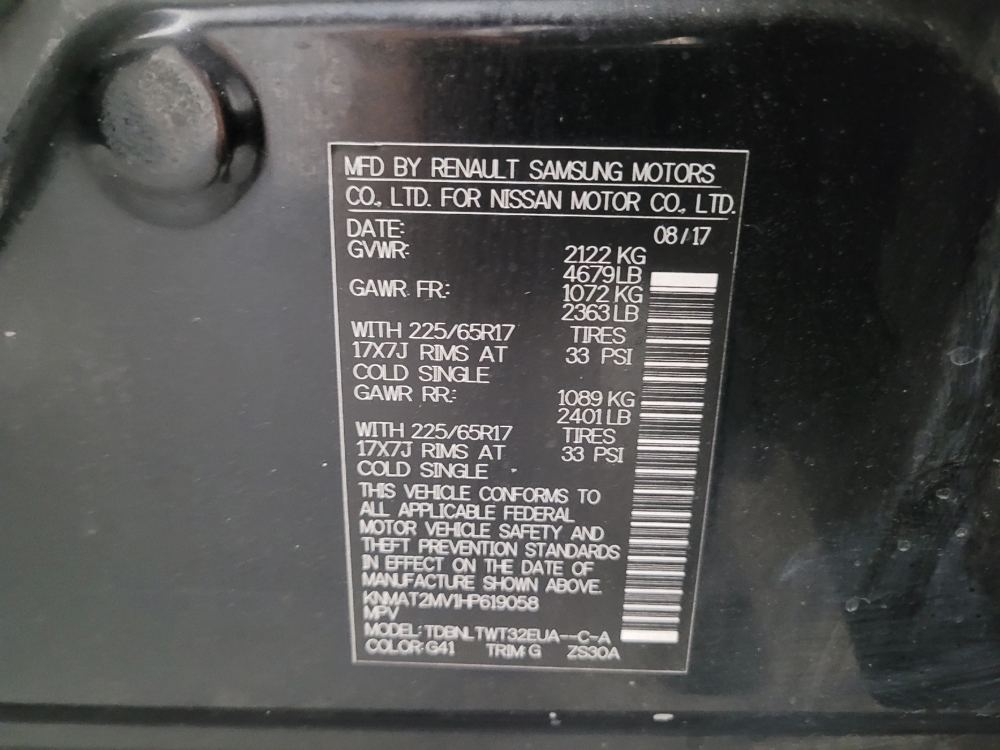 MFD BY RENAULT SAMSUNG MOTORS
CO., LTD. FOR NISSAN MOTOR CO., LTD.
DATE: 08/17
GVWR: 2122 KG
4679LB
GAWR FR.: 1072 KG
2363 LB
WITH 225/65R17 TIRES
17X7J RIMS AT 33 PSI
COLD SINGLE
GAWR RR.: 1089 KG
2401 LB
WITH 225/65R17 TIRES
17X7J RIMS AT 33 PSI
COLD SINGLE
THIS VEHICLE CONFORMS TO
ALL APPLICABLE FEDERAL
MOTOR VEHICLE SAFETY AND
THEFT PREVENTION STANDARDS
IN EFFECT ON THE DATE OF
MANUFACTURE SHOWN ABOVE.
KNMAT2MV1HP619058
MPV
MODEL: TDBNLTWT32EUA--C-A
COLOR: G41 TRIM: G ZS30A